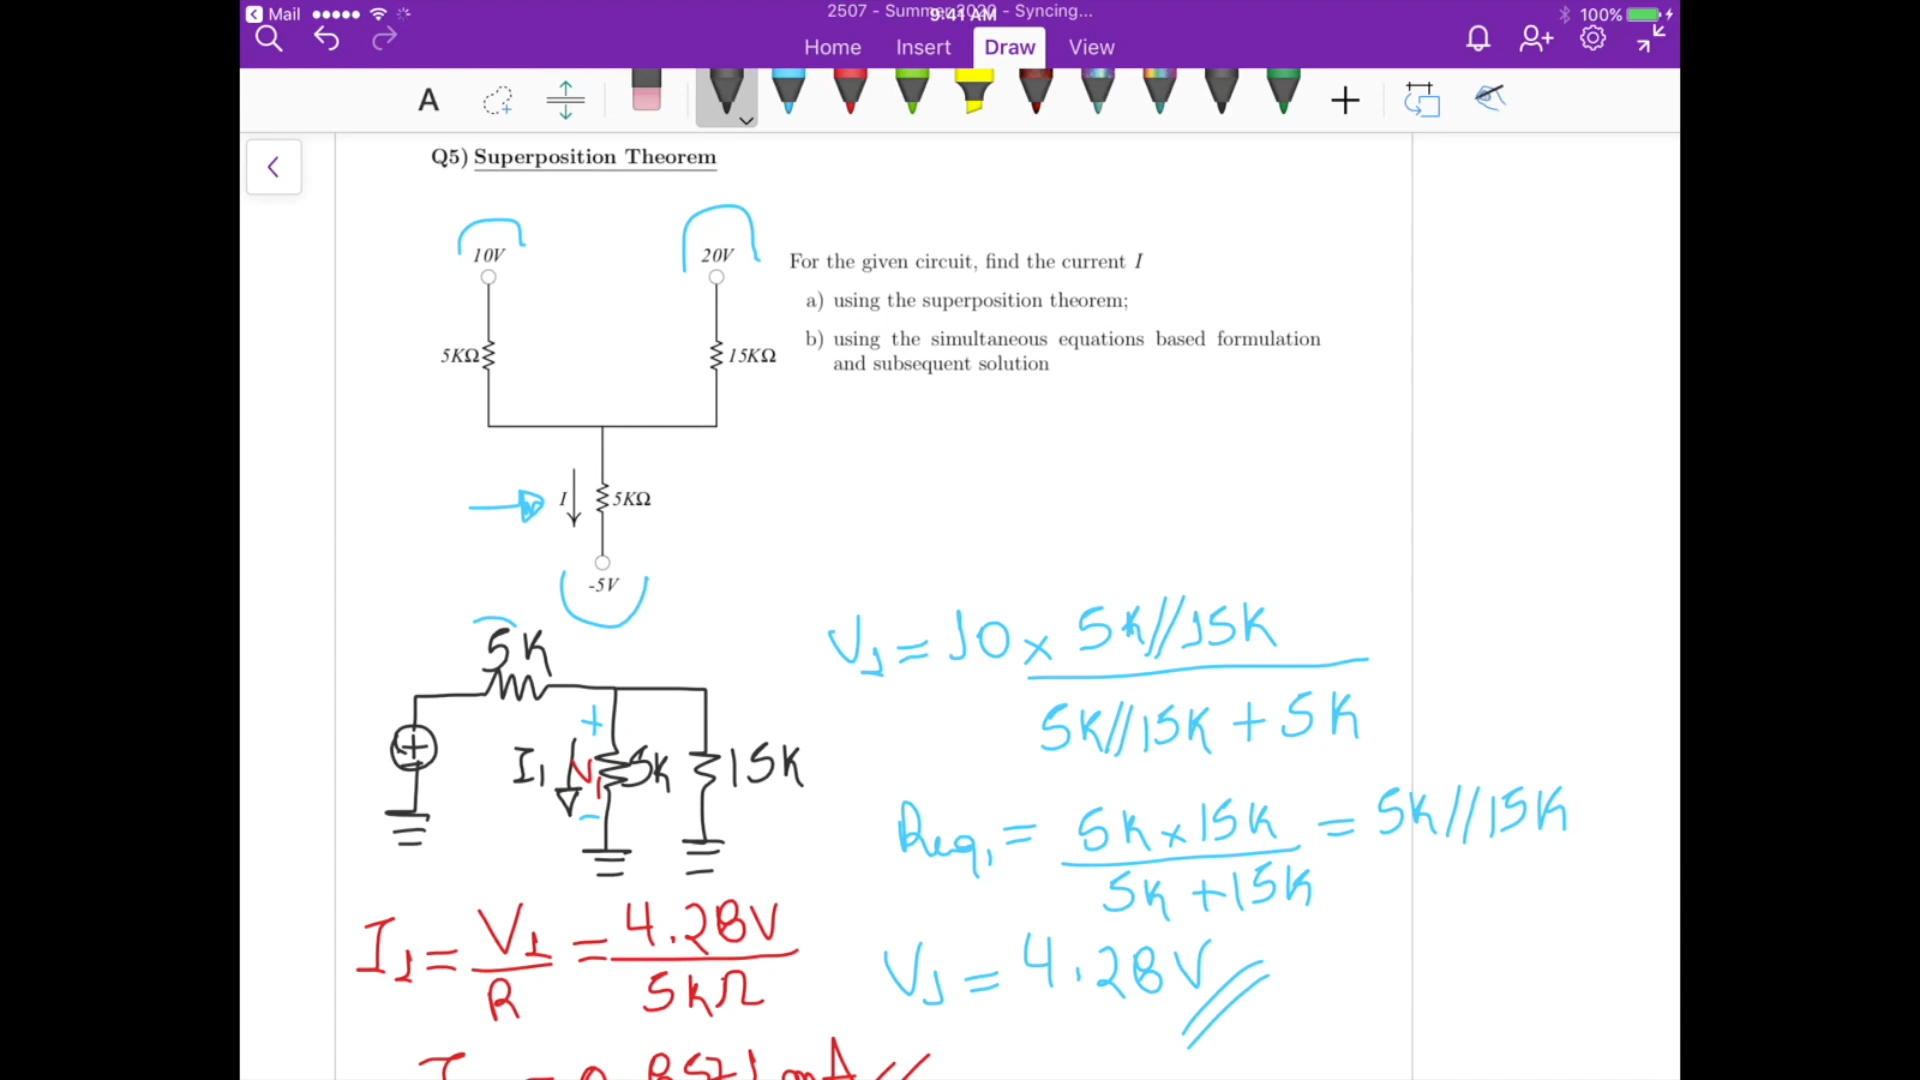 Mail
2507 - Summer 2020 - Syncing...
9:41 AM
100%
Home Insert Draw View
A
Q5) Superposition Theorem
10V
20V
For the given circuit, find the current I
a) using the superposition theorem;
b) using the simultaneous equations based formulation
and subsequent solution
5KΩ
15KΩ
I
5KΩ
-5V
5K
+
I1
V1
5K
15K
-
V1 = 10 x 5K//15K
5K//15K + 5K
Req1 = 5K x 15K = 5K//15K
5K + 15K
V1 = 4.28V
I1 = V1 = 4.28V
R 5KΩ